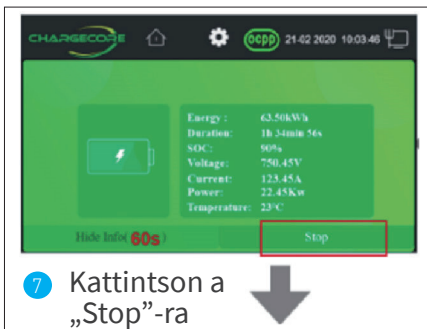 CHARGECORE ocpp 21-02 2020 10:03:46
Energy : 63.50kWh
Duration: 1h 34min 56s
SOC: 90%
Voltage: 750.45V
Current: 123.45A
Power: 22.45Kw
Temperature: 23°C
Hide Info( 60s ) Stop
7 Kattintson a
„Stop”-ra